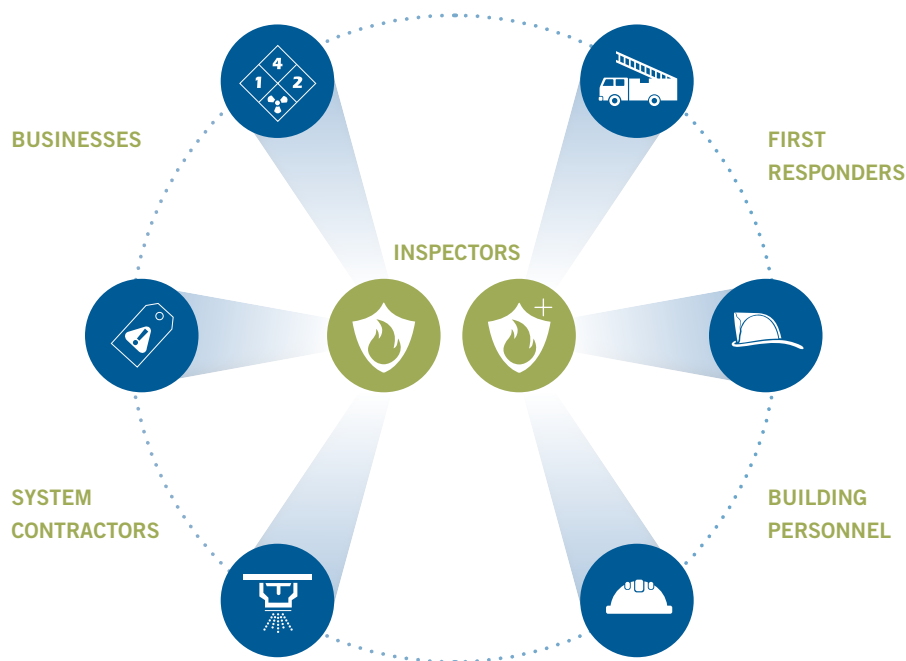 4
1 2
BUSINESSES
FIRST
RESPONDERS
INSPECTORS
!
SYSTEM
CONTRACTORS
BUILDING
PERSONNEL